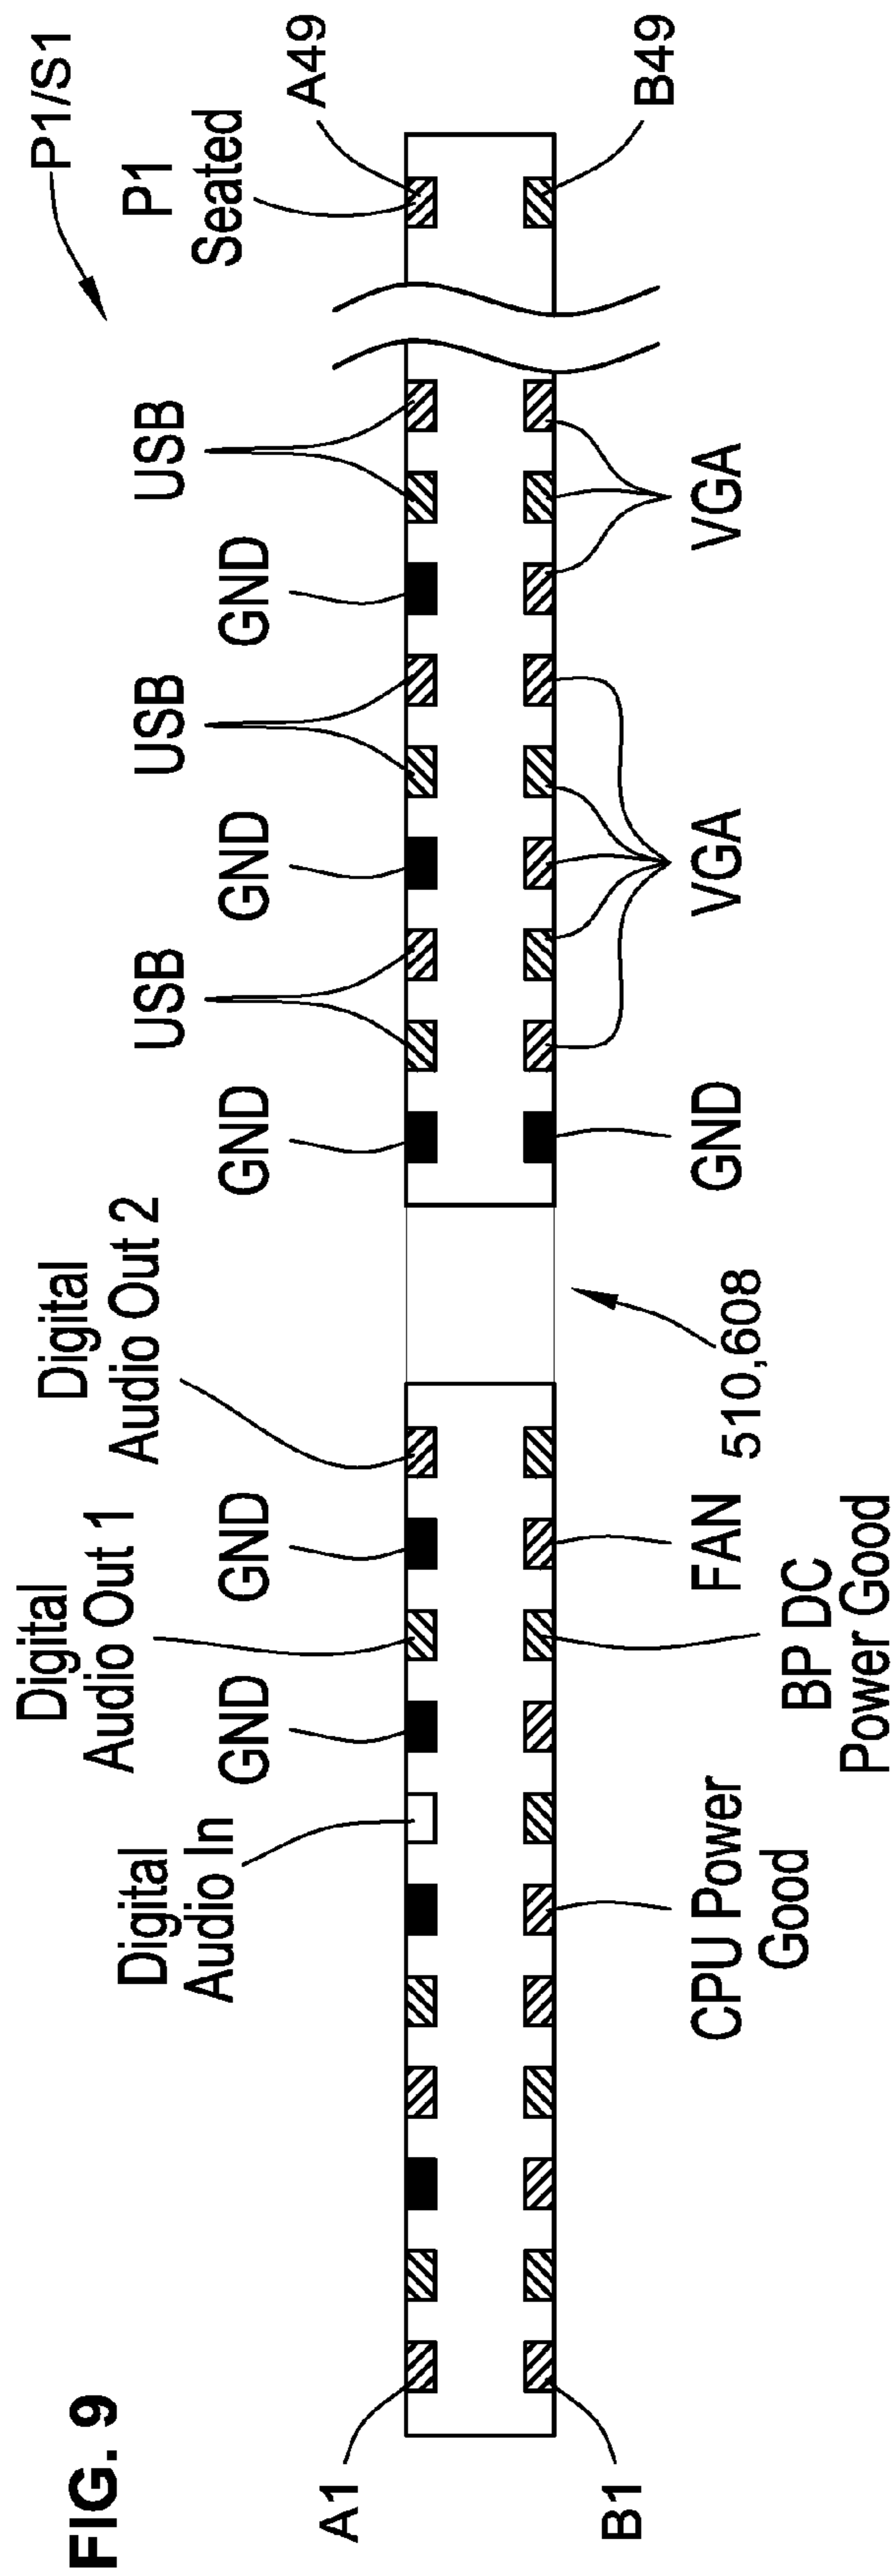 FIG. 9
P1/S1
A1
Digital
Audio In
GND
Digital
Audio Out 1
GND
Digital
Audio Out 2
GND
USB
GND
USB
GND
USB
P1
Seated
A49
B1
CPU Power
Good
BP DC
Power Good
FAN
510,608
GND
VGA
VGA
B49